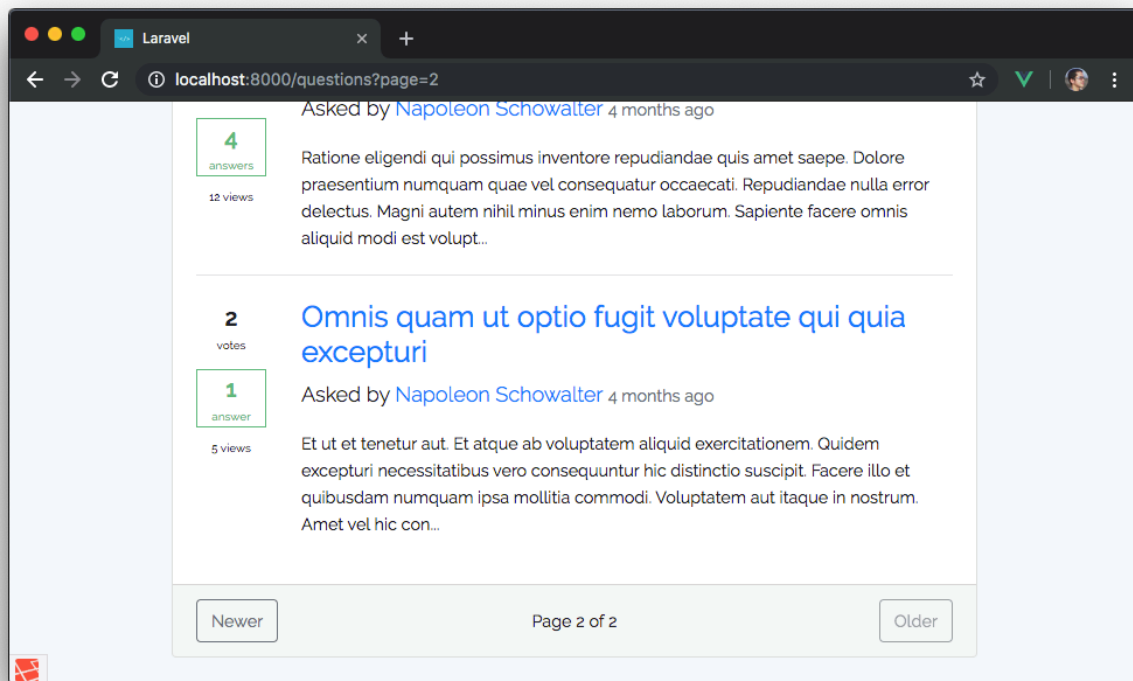 Laravel
localhost:8000/questions?page=2
Asked by Napoleon Schowalter 4 months ago
4
answers
12 views
Ratione eligendi qui possimus inventore repudiandae quis amet saepe. Dolore
praesentium numquam quae vel consequatur occaecati. Repudiandae nulla error
delectus. Magni autem nihil minus enim nemo laborum. Sapiente facere omnis
aliquid modi est volupt...
2
votes
1
answer
5 views
Omnis quam ut optio fugit voluptate qui quia
excepturi
Asked by Napoleon Schowalter 4 months ago
Et ut et tenetur aut. Et atque ab voluptatem aliquid exercitationem. Quidem
excepturi necessitatibus vero consequuntur hic distinctio suscipit. Facere illo et
quibusdam numquam ipsa mollitia commodi. Voluptatem aut itaque in nostrum.
Amet vel hic con...
Newer
Page 2 of 2
Older